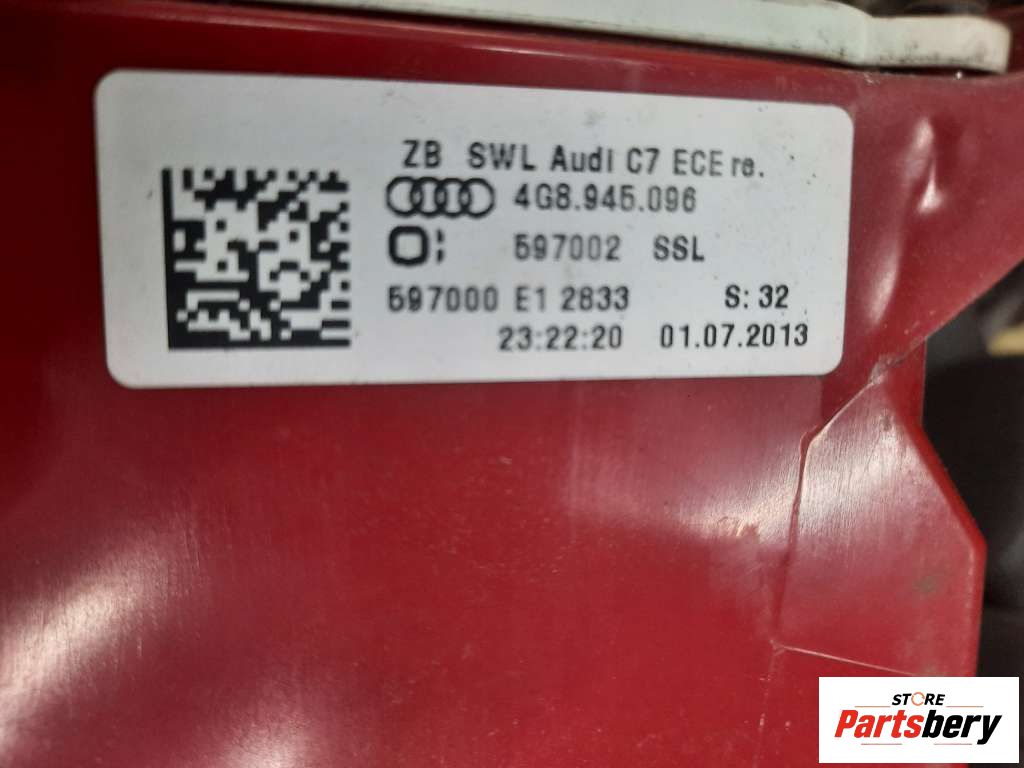 ZB SWL Audi C7 ECE re.
4G8.945.096
597002 SSL
597000 E1 2833 S: 32
23:22:20 01.07.2013
STORE
Partsbery